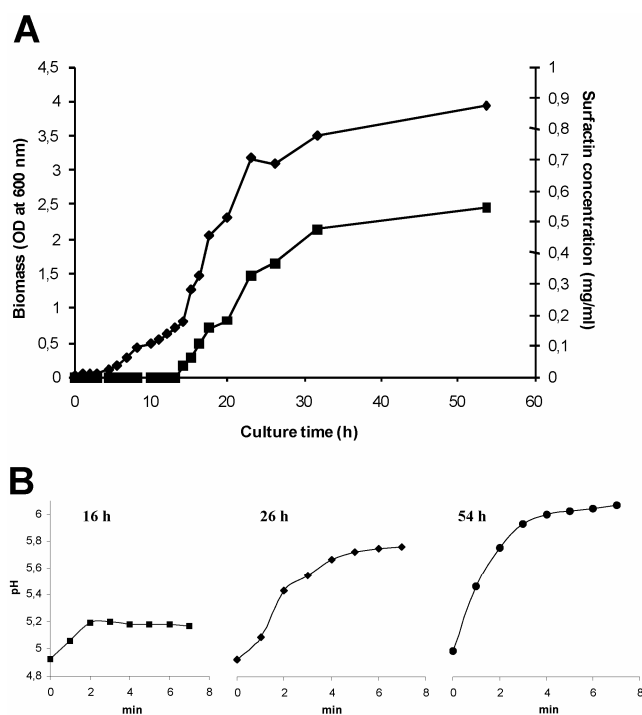 A
Biomass (OD at 600 nm)
4,5
4
3,5
3
2,5
2
1,5
1
0,5
0
1
0,9
0,8
0,7
0,6
0,5
0,4
0,3
0,2
0,1
0
Surfactin concentration (mg/ml)
0 10 20 30 40 50 60
Culture time (h)
B
16 h 26 h 54 h
pH
6
5,8
5,6
5,4
5,2
5
4,8
0 2 4 6 8
0 2 4 6 8
0 2 4 6 8
min min min